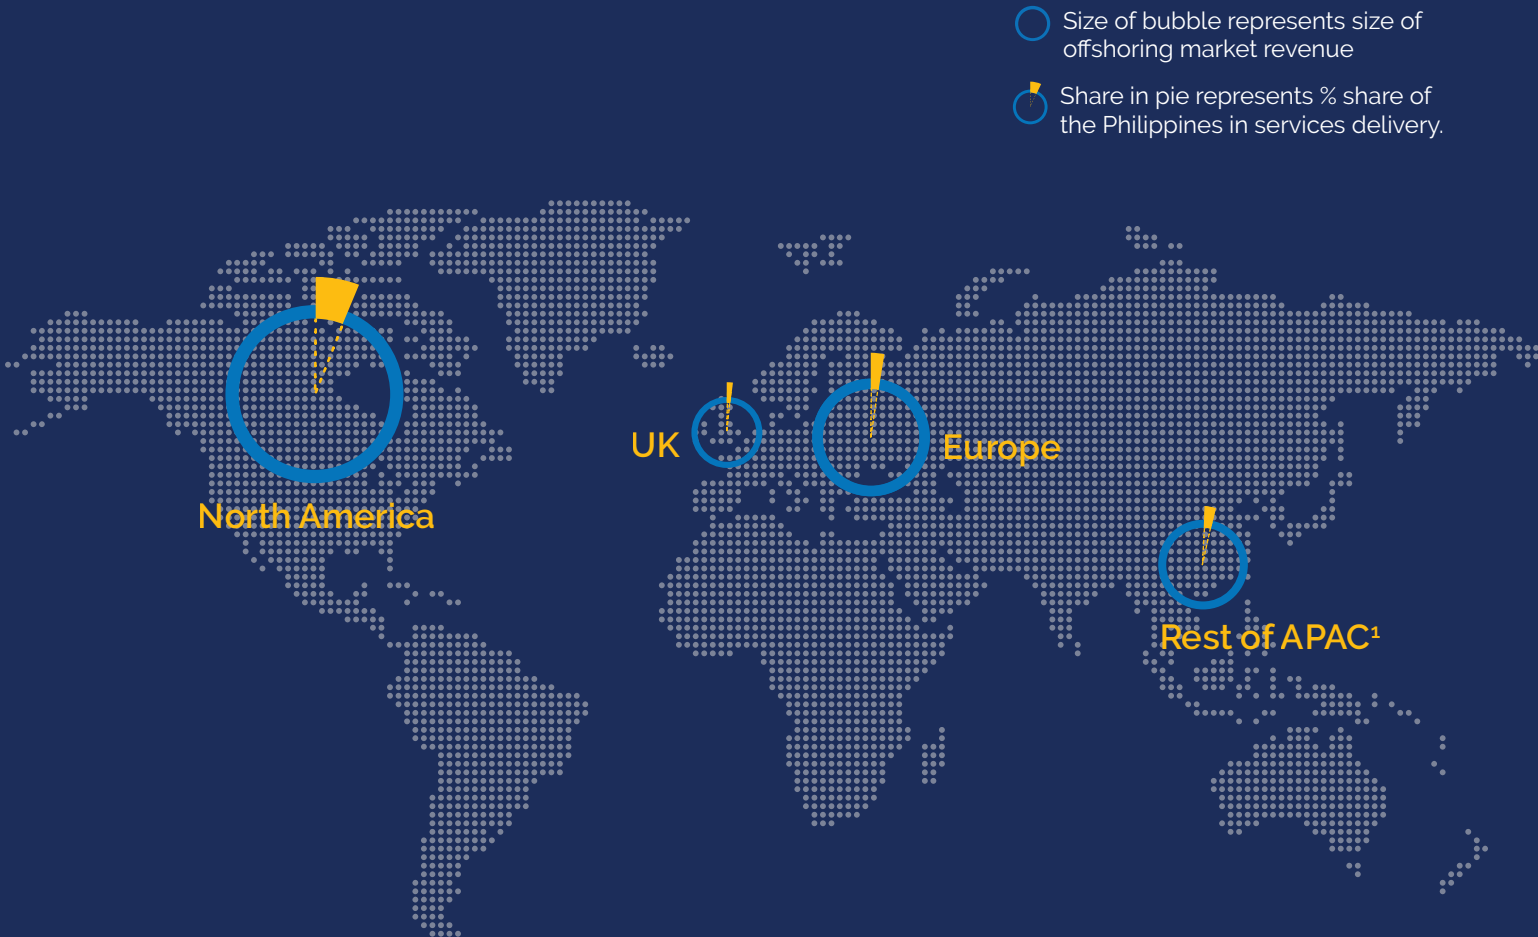 Size of bubble represents size of
offshoring market revenue
Share in pie represents % share of
the Philippines in services delivery.
UK
Europe
North America
Rest of APAC¹